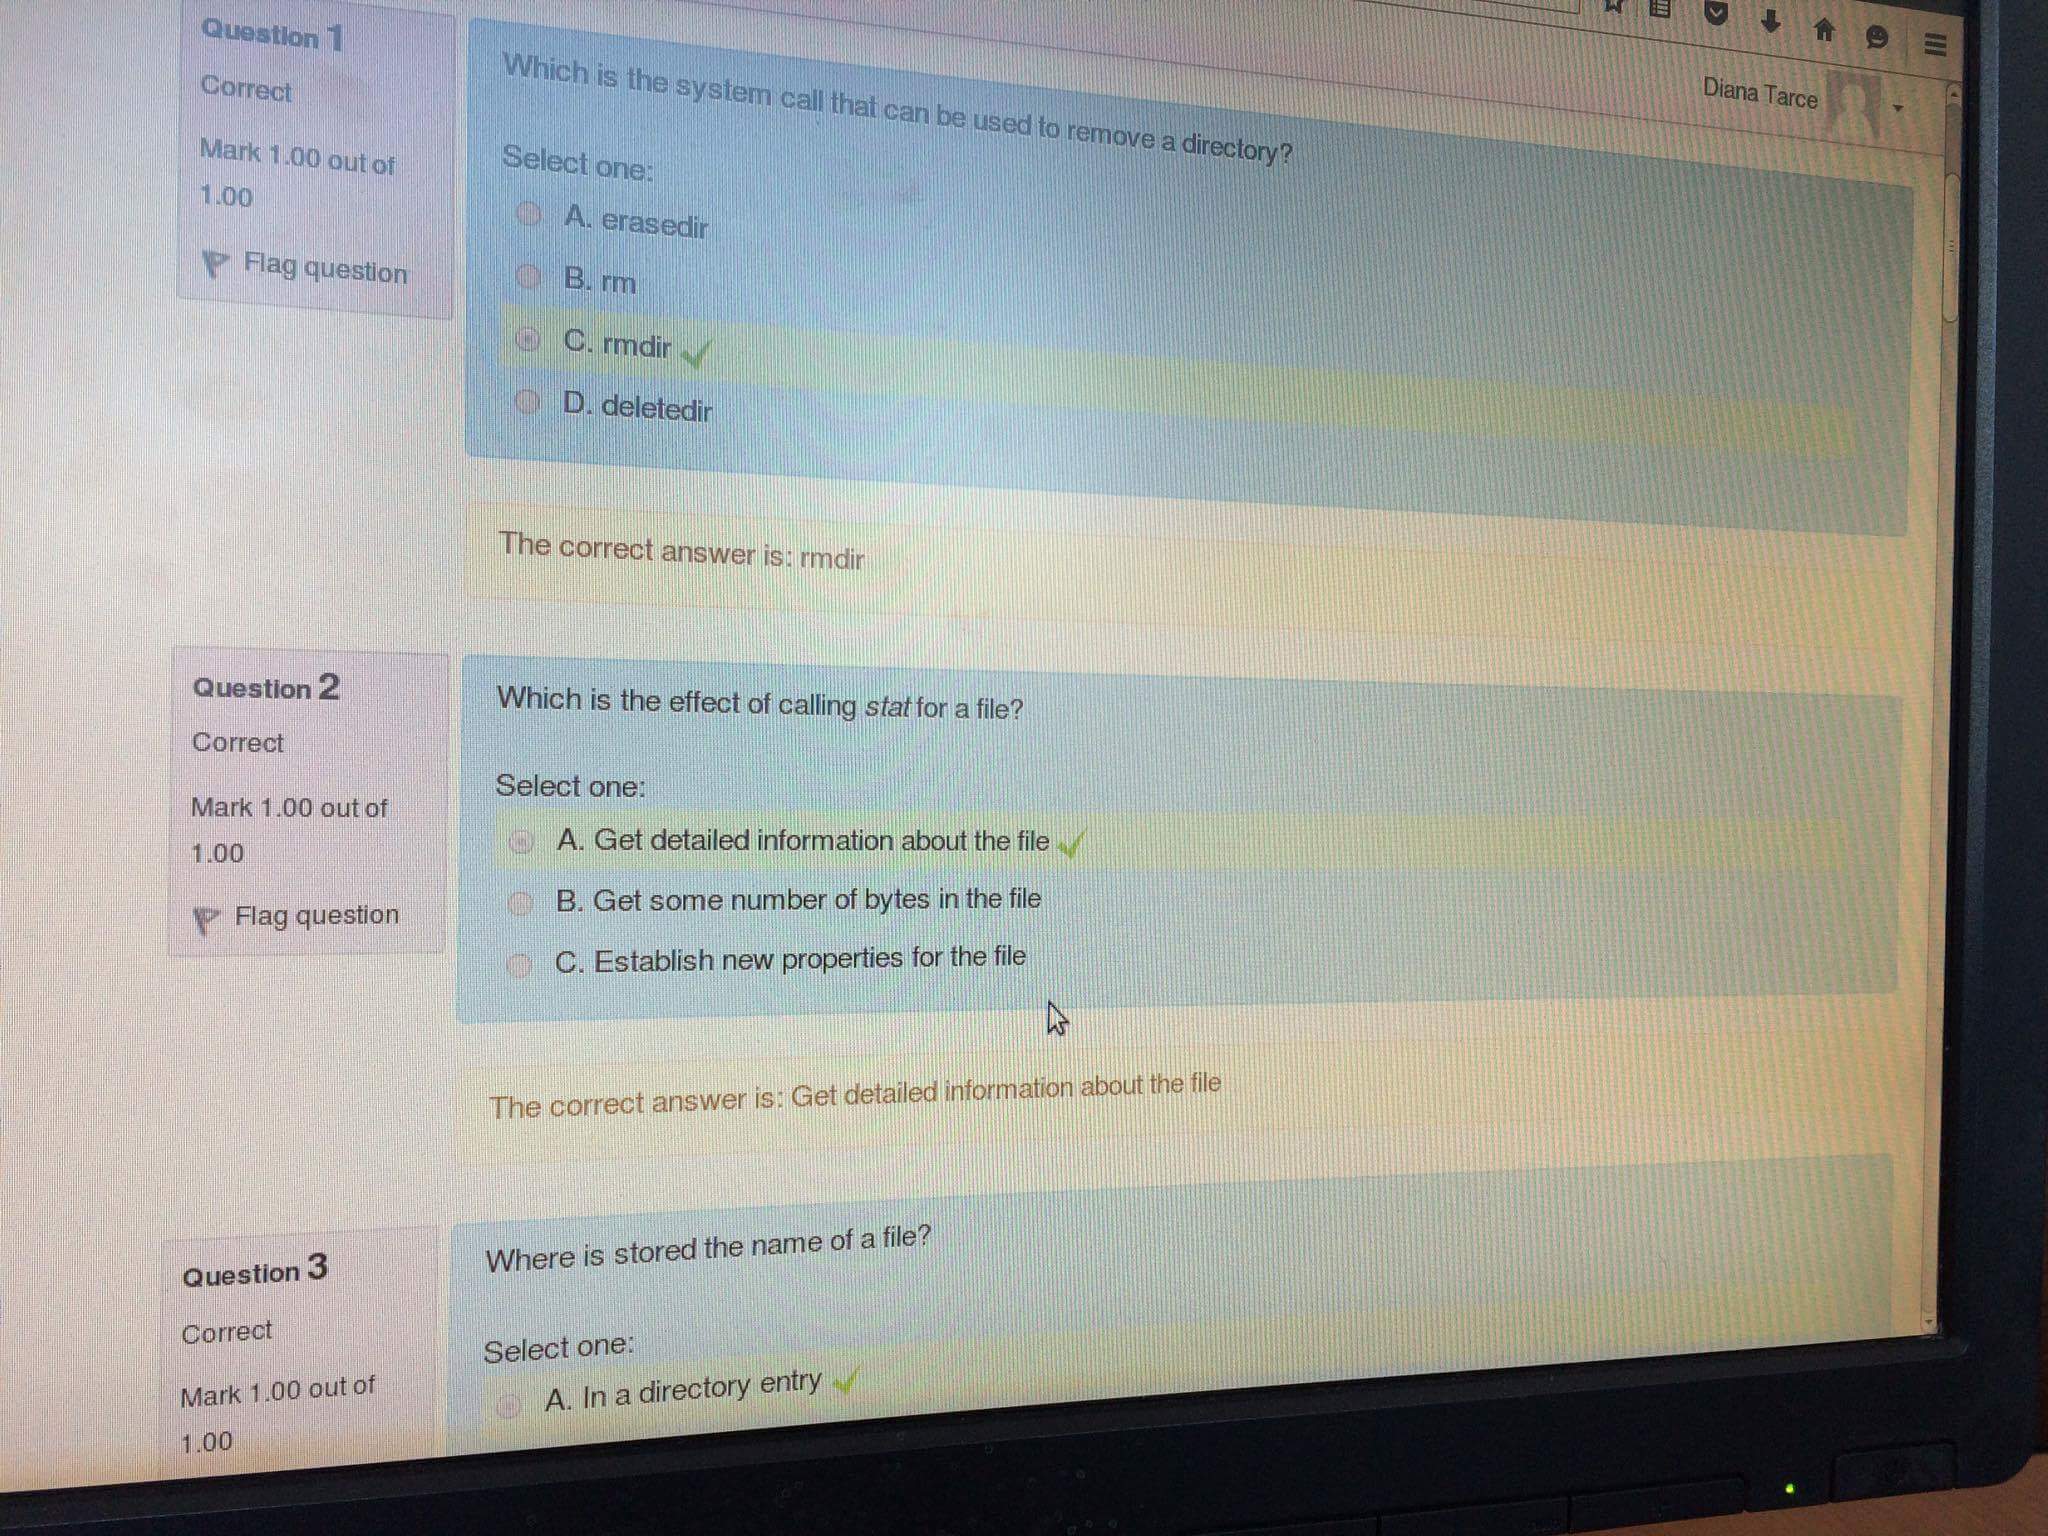 Diana Tarce
Question 1
Correct
Mark 1.00 out of
1.00
Flag question
Which is the system call that can be used to remove a directory?
Select one:
A. erasedir
B. rm
C. rmdir
D. deletedir
The correct answer is: rmdir
Question 2
Correct
Mark 1.00 out of
1.00
Flag question
Which is the effect of calling stat for a file?
Select one:
A. Get detailed information about the file
B. Get some number of bytes in the file
C. Establish new properties for the file
The correct answer is: Get detailed information about the file
Question 3
Correct
Mark 1.00 out of
1.00
Where is stored the name of a file?
Select one:
A. In a directory entry